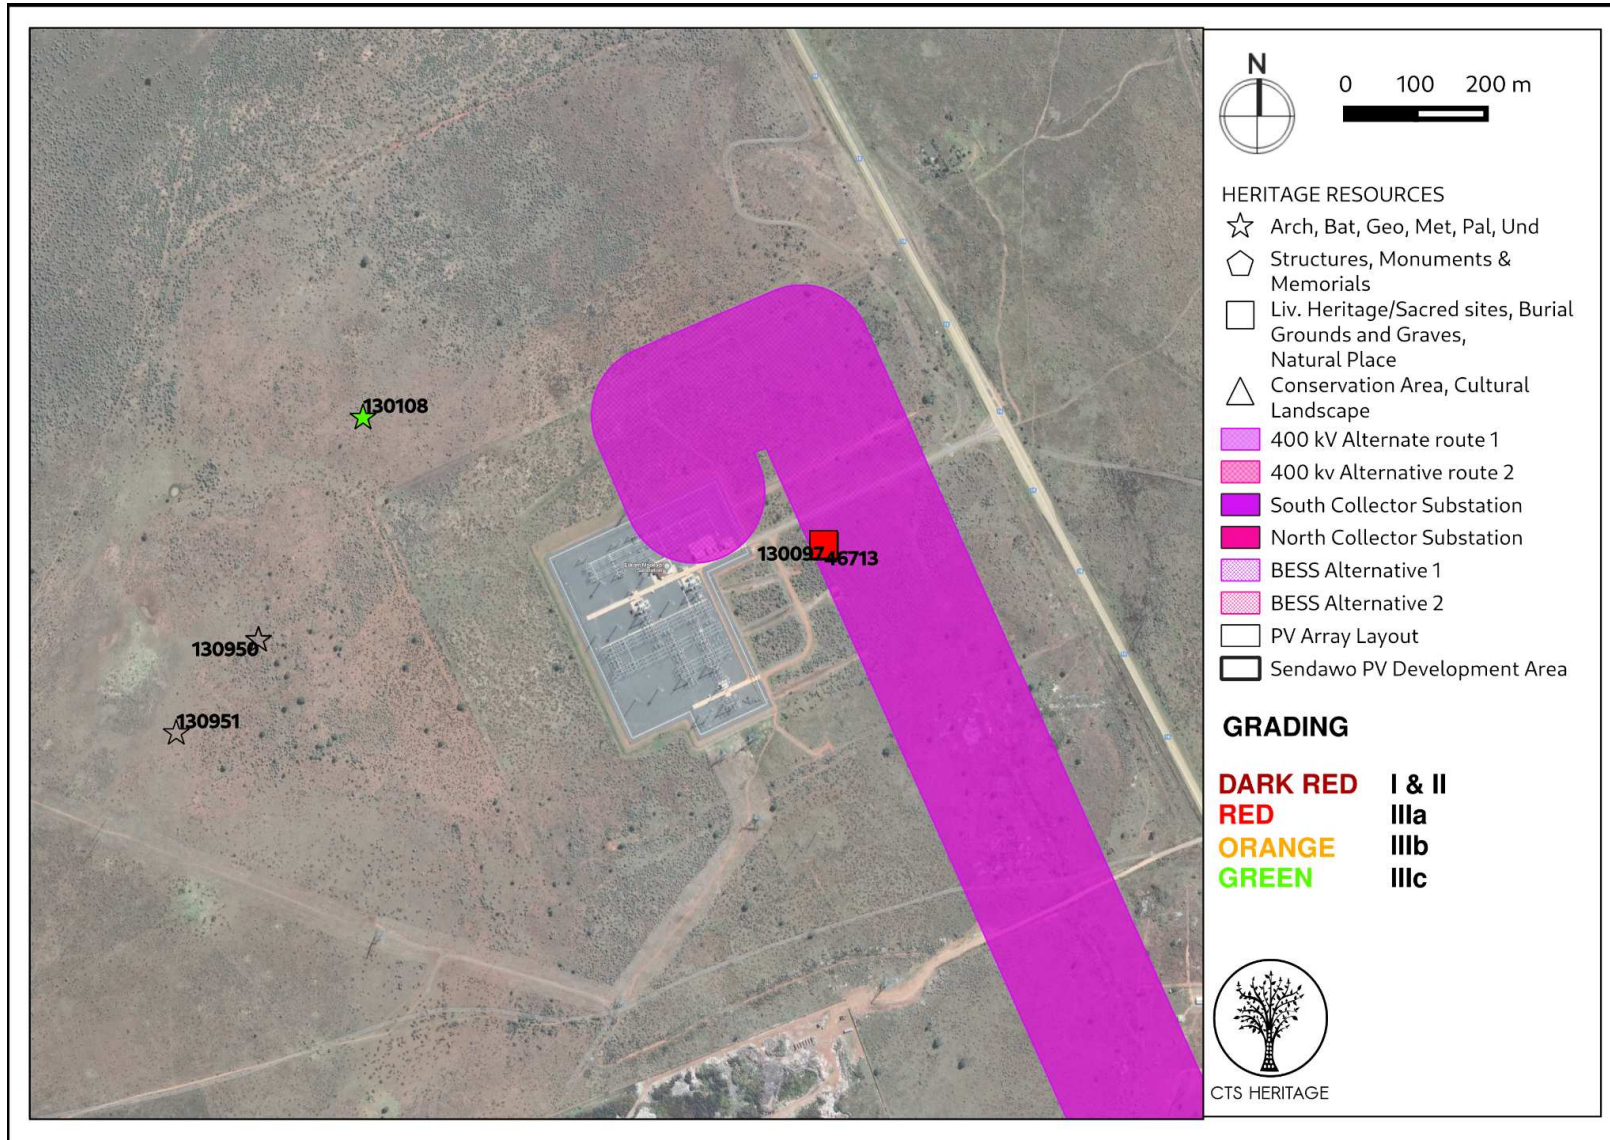 N
0 100 200 m
HERITAGE RESOURCES
Arch, Bat, Geo, Met, Pal, Und
Structures, Monuments &
Memorials
Liv. Heritage/Sacred sites, Burial
Grounds and Graves,
Natural Place
Conservation Area, Cultural
Landscape
400 kV Alternate route 1
400 kv Alternative route 2
South Collector Substation
North Collector Substation
BESS Alternative 1
BESS Alternative 2
PV Array Layout
Sendawo PV Development Area
GRADING
DARK RED I & II
RED IIIa
ORANGE IIIb
GREEN IIIc
CTS HERITAGE
130108
130097
46713
130950
130951